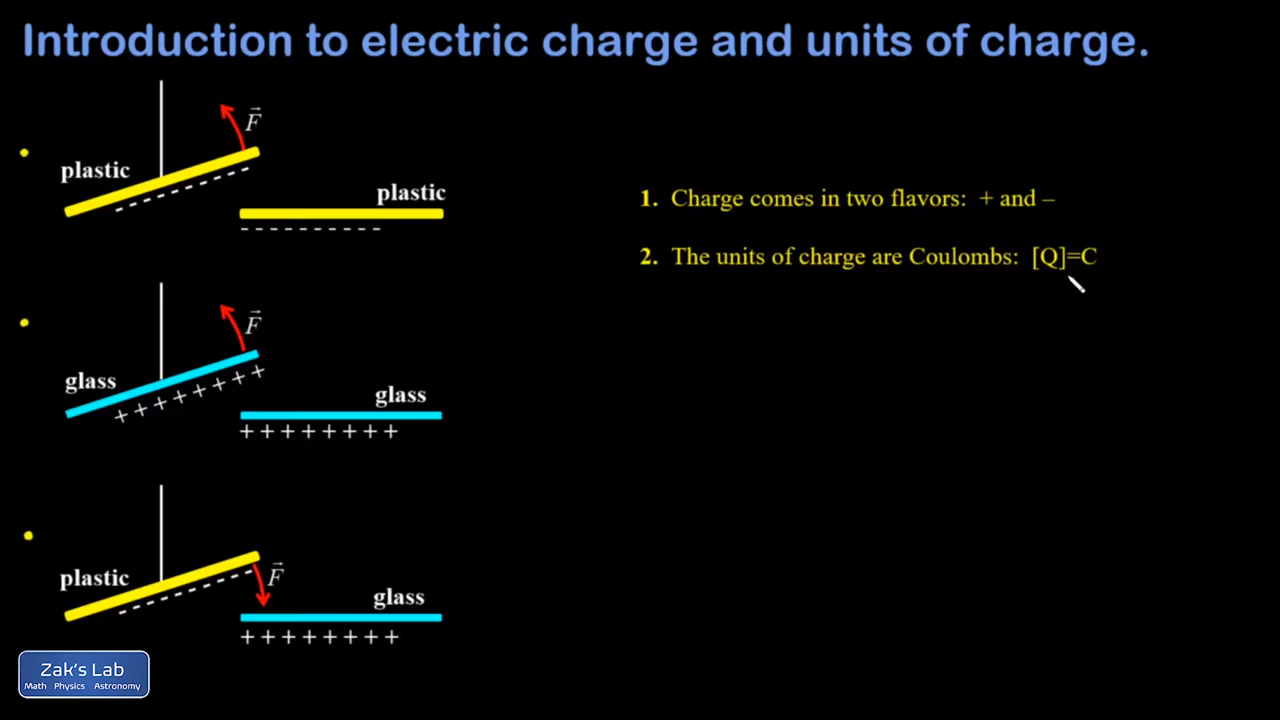 Introduction to electric charge and units of charge.
F
plastic
plastic
- - - - - - - - - -
- - - - - - - - - -
1. Charge comes in two flavors: + and –
2. The units of charge are Coulombs: [Q]=C
F
glass
glass
+ + + + + + + +
+ + + + + + + +
plastic
F
glass
+ + + + + + + +
Zak's Lab
Math Physics Astronomy